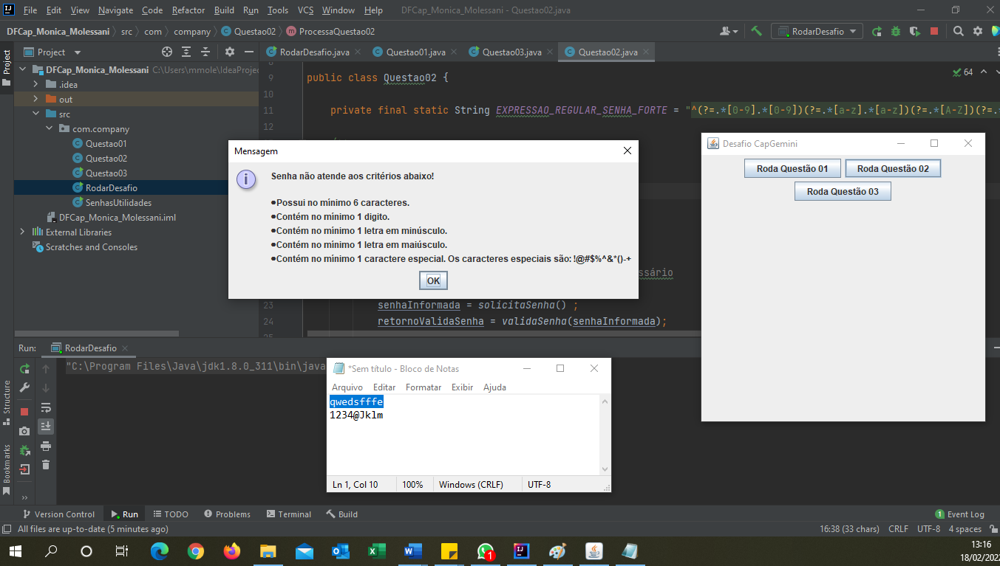 File Edit View Navigate Code Refactor Build Run Tools VCS Window Help DFCap_Monica_Molessani - Questao02.java
DFCap_Monica_Molessani src com company Questao02 ProcessaQuestao02 RodarDesafio
Project RodarDesafio.java Questao01.java Questao03.java Questao02.java
Project
DFCap_Monica_Molessani C:\Users\mmole\IdeaProjec
.idea
out
src
com.company
Questao01
Questao02
Questao03
RodarDesafio
SenhasUtilidades
DFCap_Monica_Molessani.iml
External Libraries
Scratches and Consoles
9 public class Questao02 {
64
10
11 private final static String EXPRESSAO_REGULAR_SENHA_FORTE = "^(?=.*[0-9].*[0-9])(?=.*[a-z].*[a-z])(?=.*[A-Z])(?=.
12
ssário
23 senhaInformada = solicitaSenha() ;
24 retornoValidaSenha = validaSenha(senhaInformada);
Mensagem
Senha não atende aos critérios abaixo!
●Possui no mínimo 6 caracteres.
●Contém no mínimo 1 digito.
●Contém no mínimo 1 letra em minúsculo.
●Contém no mínimo 1 letra em maiúsculo.
●Contém no mínimo 1 caractere especial. Os caracteres especiais são: !@#$%^&*()-+
OK
Desafio CapGemini
Roda Questão 01 Roda Questão 02
Roda Questão 03
Run: RodarDesafio
"C:\Program Files\Java\jdk1.8.0_311\bin\java
*Sem título - Bloco de Notas
Arquivo Editar Formatar Exibir Ajuda
qwedsfffe
1234@Jklm
Ln 1, Col 10 100% Windows (CRLF) UTF-8
Structure
Bookmarks
Version Control Run TODO Problems Terminal Build 1 Event Log
All files are up-to-date (5 minutes ago) 16:38 (33 chars) CRLF UTF-8 4 spaces
1
13:16
18/02/2022